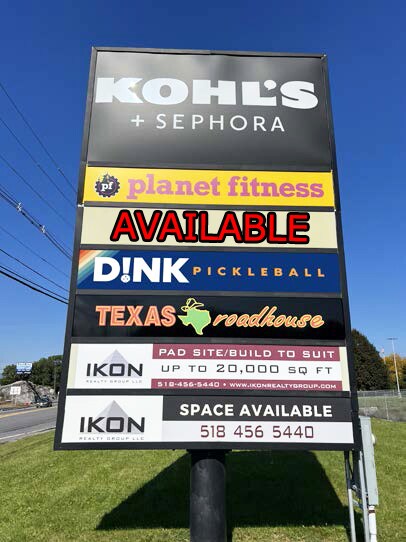 KOHL'S
+ SEPHORA
pf planet fitness
AVAILABLE
D!NK PICKLEBALL
TEXAS roadhouse
PAD SITE/BUILD TO SUIT
UP TO 20,000 SQ FT
518-456-5440 • WWW.IKONREALTYGROUP.COM
IKON
REALTY GROUP LLC
SPACE AVAILABLE
518 456 5440
IKON
REALTY GROUP LLC